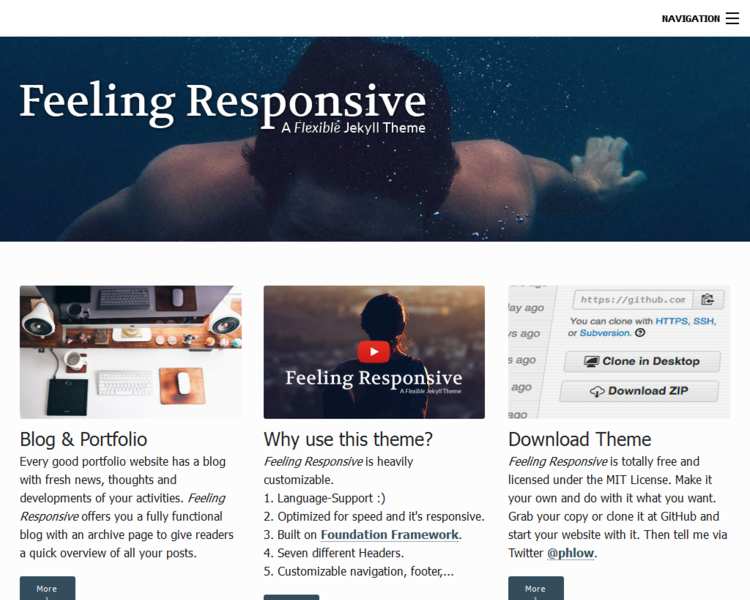 NAVIGATION
Feeling Responsive
A Flexible Jekyll Theme
Feeling Responsive
A Flexible Jekyll Theme
ay ago
https://github.com
You can clone with HTTPS, SSH,
or Subversion.
s ago
s ago
ago
s ago
Clone in Desktop
Download ZIP
Blog & Portfolio
Every good portfolio website has a blog
with fresh news, thoughts and
developments of your activities. Feeling
Responsive offers you a fully functional
blog with an archive page to give readers
a quick overview of all your posts.
More
Why use this theme?
Feeling Responsive is heavily
customizable.
1. Language-Support :)
2. Optimized for speed and it's responsive.
3. Built on Foundation Framework.
4. Seven different Headers.
5. Customizable navigation, footer,...
Download Theme
Feeling Responsive is totally free and
licensed under the MIT License. Make it
your own and do with it what you want.
Grab your copy or clone it at GitHub and
start your website with it. Then tell me via
Twitter @phlow.
More